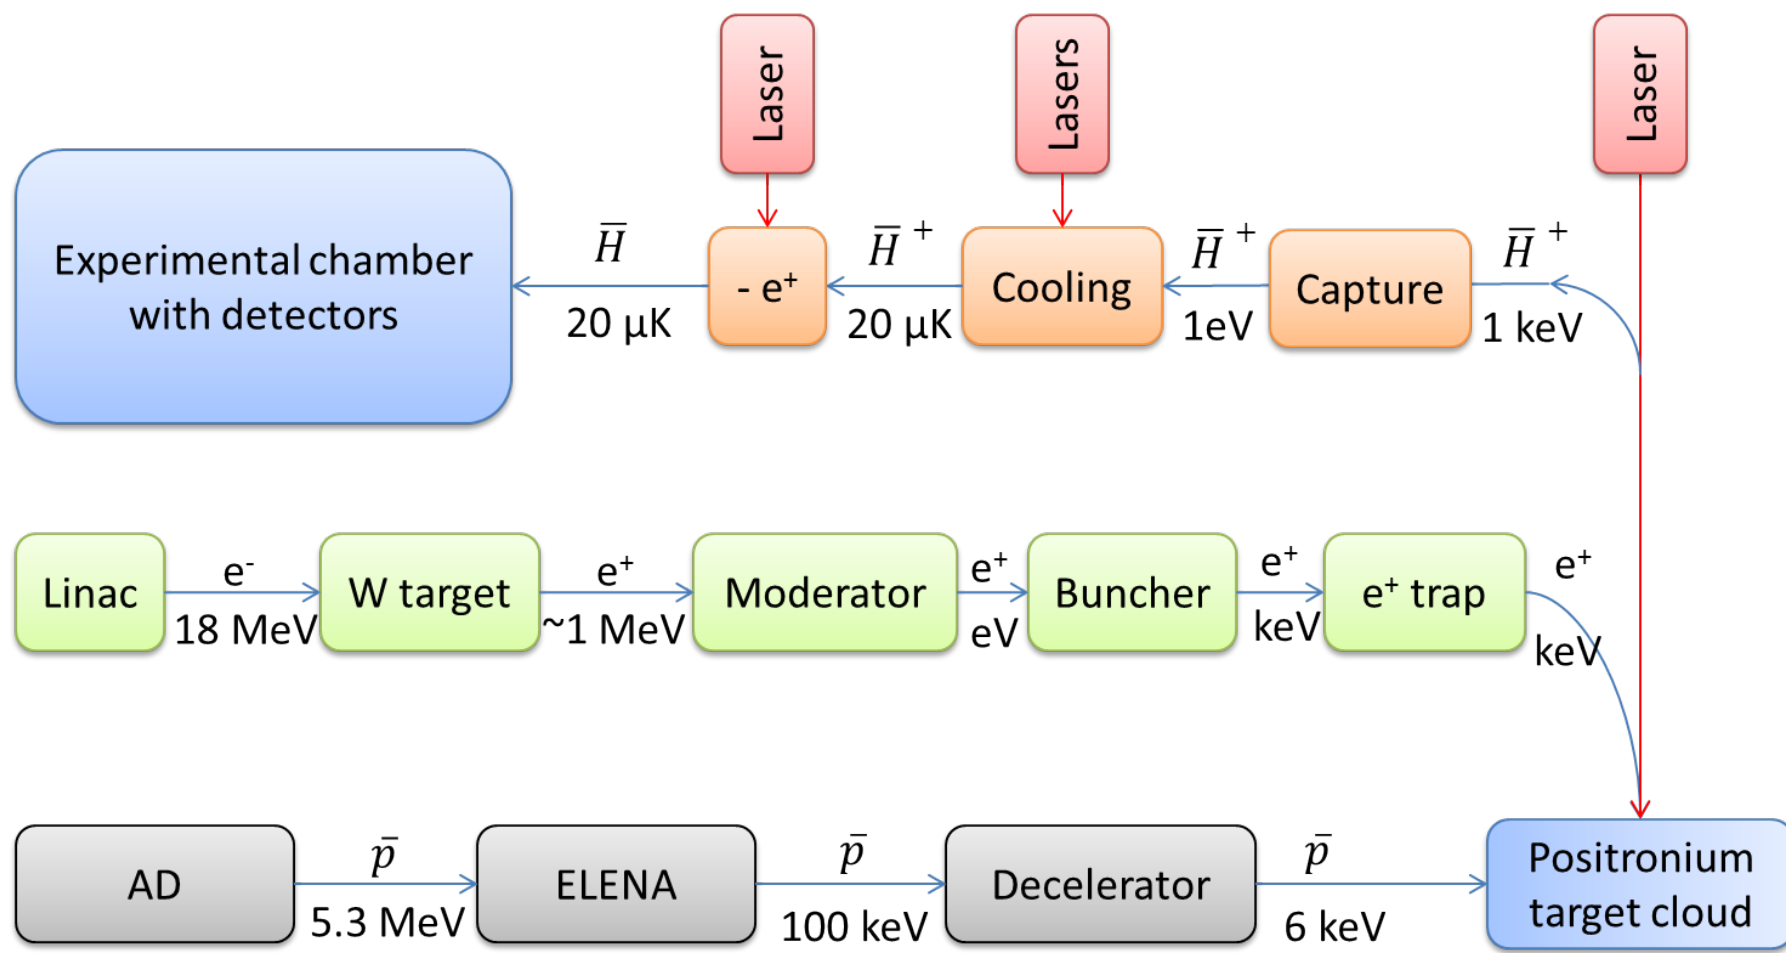 Laser
Lasers
Laser
Experimental chamber
with detectors
H̅
20 µK
- e⁺
H̅ ⁺
20 µK
Cooling
H̅ ⁺
1eV
Capture
H̅ ⁺
1 keV
Linac
e⁻
18 MeV
W target
e⁺
~1 MeV
Moderator
e⁺
eV
Buncher
e⁺
keV
e⁺ trap
e⁺
keV
AD
p̅
5.3 MeV
ELENA
p̅
100 keV
Decelerator
p̅
6 keV
Positronium
target cloud